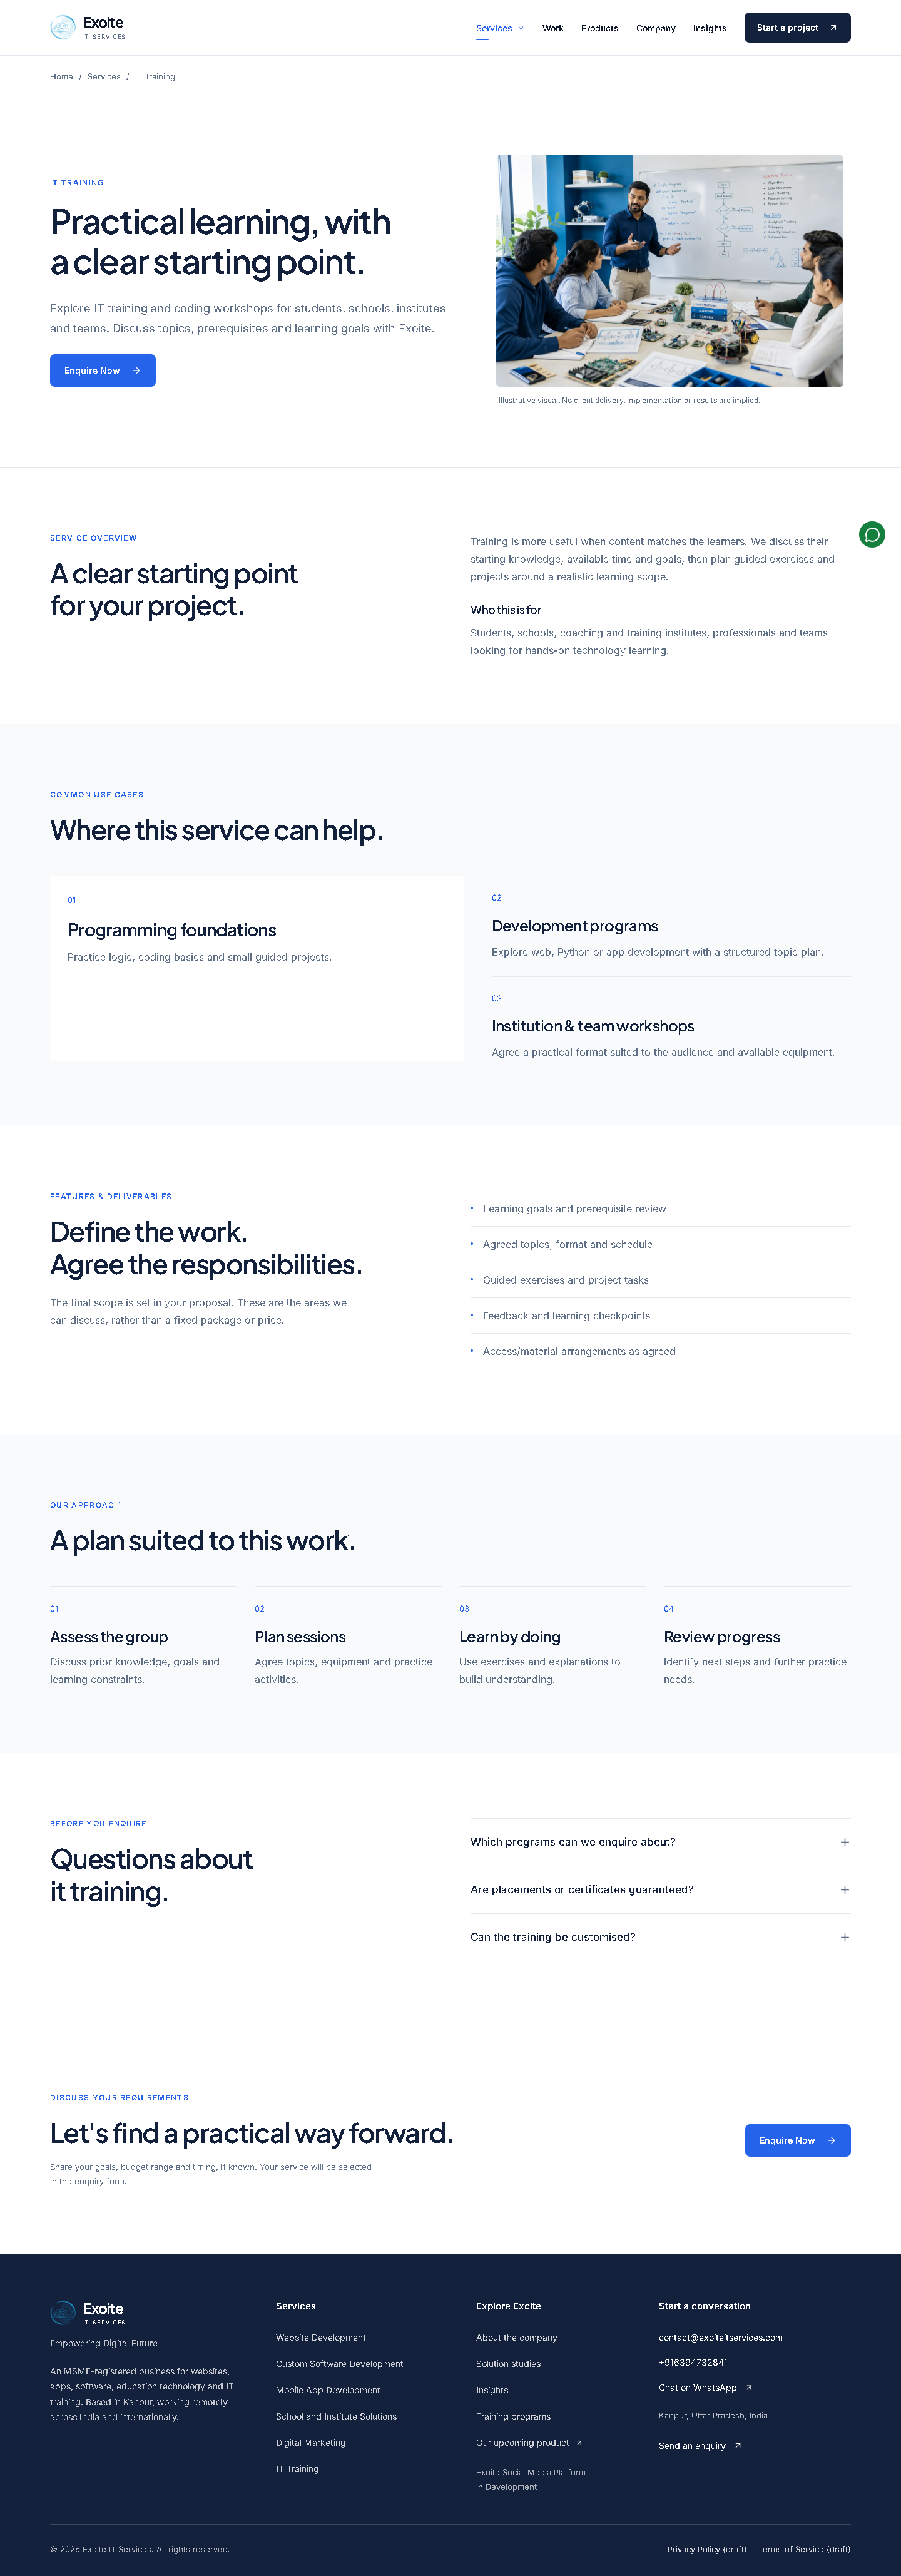 Exoite
IT SERVICES
Services
Work
Products
Company
Insights
Start a project
Home / Services / IT Training
IT TRAINING
Practical learning, with
a clear starting point.
Explore IT training and coding workshops for students, schools, institutes
and teams. Discuss topics, prerequisites and learning goals with Exoite.
Enquire Now
Illustrative visual. No client delivery, implementation or results are implied.
SERVICE OVERVIEW
A clear starting point
for your project.
Training is more useful when content matches the learners. We discuss their
starting knowledge, available time and goals, then plan guided exercises and
projects around a realistic learning scope.
Who this is for
Students, schools, coaching and training institutes, professionals and teams
looking for hands-on technology learning.
COMMON USE CASES
Where this service can help.
01
Programming foundations
Practice logic, coding basics and small guided projects.
02
Development programs
Explore web, Python or app development with a structured topic plan.
03
Institution & team workshops
Agree a practical format suited to the audience and available equipment.
FEATURES & DELIVERABLES
Define the work.
Agree the responsibilities.
The final scope is set in your proposal. These are the areas we
can discuss, rather than a fixed package or price.
Learning goals and prerequisite review
Agreed topics, format and schedule
Guided exercises and project tasks
Feedback and learning checkpoints
Access/material arrangements as agreed
OUR APPROACH
A plan suited to this work.
01
Assess the group
Discuss prior knowledge, goals and
learning constraints.
02
Plan sessions
Agree topics, equipment and practice
activities.
03
Learn by doing
Use exercises and explanations to
build understanding.
04
Review progress
Identify next steps and further practice
needs.
BEFORE YOU ENQUIRE
Questions about
it training.
Which programs can we enquire about?
Are placements or certificates guaranteed?
Can the training be customised?
DISCUSS YOUR REQUIREMENTS
Let's find a practical way forward.
Share your goals, budget range and timing, if known. Your service will be selected
in the enquiry form.
Enquire Now
Exoite
IT SERVICES
Empowering Digital Future
An MSME-registered business for websites,
apps, software, education technology and IT
training. Based in Kanpur, working remotely
across India and internationally.
Services
Website Development
Custom Software Development
Mobile App Development
School and Institute Solutions
Digital Marketing
IT Training
Explore Exoite
About the company
Solution studies
Insights
Training programs
Our upcoming product
Exoite Social Media Platform
In Development
Start a conversation
contact@exoiteitservices.com
+916394732841
Chat on WhatsApp
Kanpur, Uttar Pradesh, India
Send an enquiry
© 2026 Exoite IT Services. All rights reserved.
Privacy Policy (draft)
Terms of Service (draft)